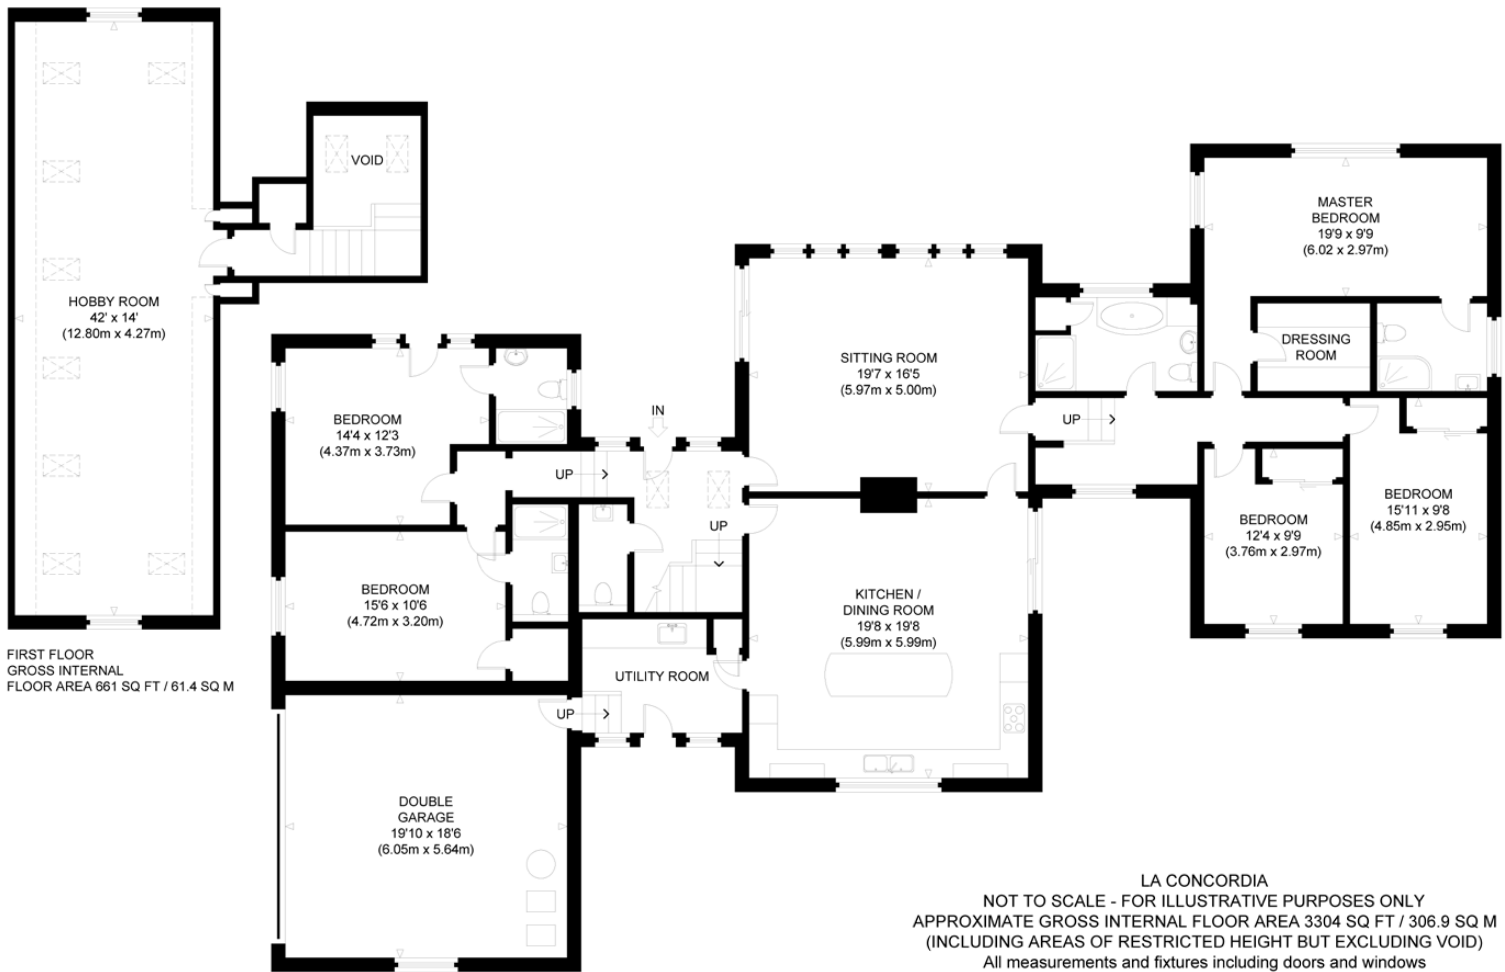 VOID
HOBBY ROOM
42' x 14'
(12.80m x 4.27m)
FIRST FLOOR
GROSS INTERNAL
FLOOR AREA 661 SQ FT / 61.4 SQ M
MASTER
BEDROOM
19'9 x 9'9
(6.02 x 2.97m)
DRESSING
ROOM
SITTING ROOM
19'7 x 16'5
(5.97m x 5.00m)
BEDROOM
14'4 x 12'3
(4.37m x 3.73m)
IN
UP
UP
UP
BEDROOM
15'11 x 9'8
(4.85m x 2.95m)
BEDROOM
12'4 x 9'9
(3.76m x 2.97m)
BEDROOM
15'6 x 10'6
(4.72m x 3.20m)
KITCHEN /
DINING ROOM
19'8 x 19'8
(5.99m x 5.99m)
UTILITY ROOM
UP
DOUBLE
GARAGE
19'10 x 18'6
(6.05m x 5.64m)
LA CONCORDIA
NOT TO SCALE - FOR ILLUSTRATIVE PURPOSES ONLY
APPROXIMATE GROSS INTERNAL FLOOR AREA 3304 SQ FT / 306.9 SQ M
(INCLUDING AREAS OF RESTRICTED HEIGHT BUT EXCLUDING VOID)
All measurements and fixtures including doors and windows